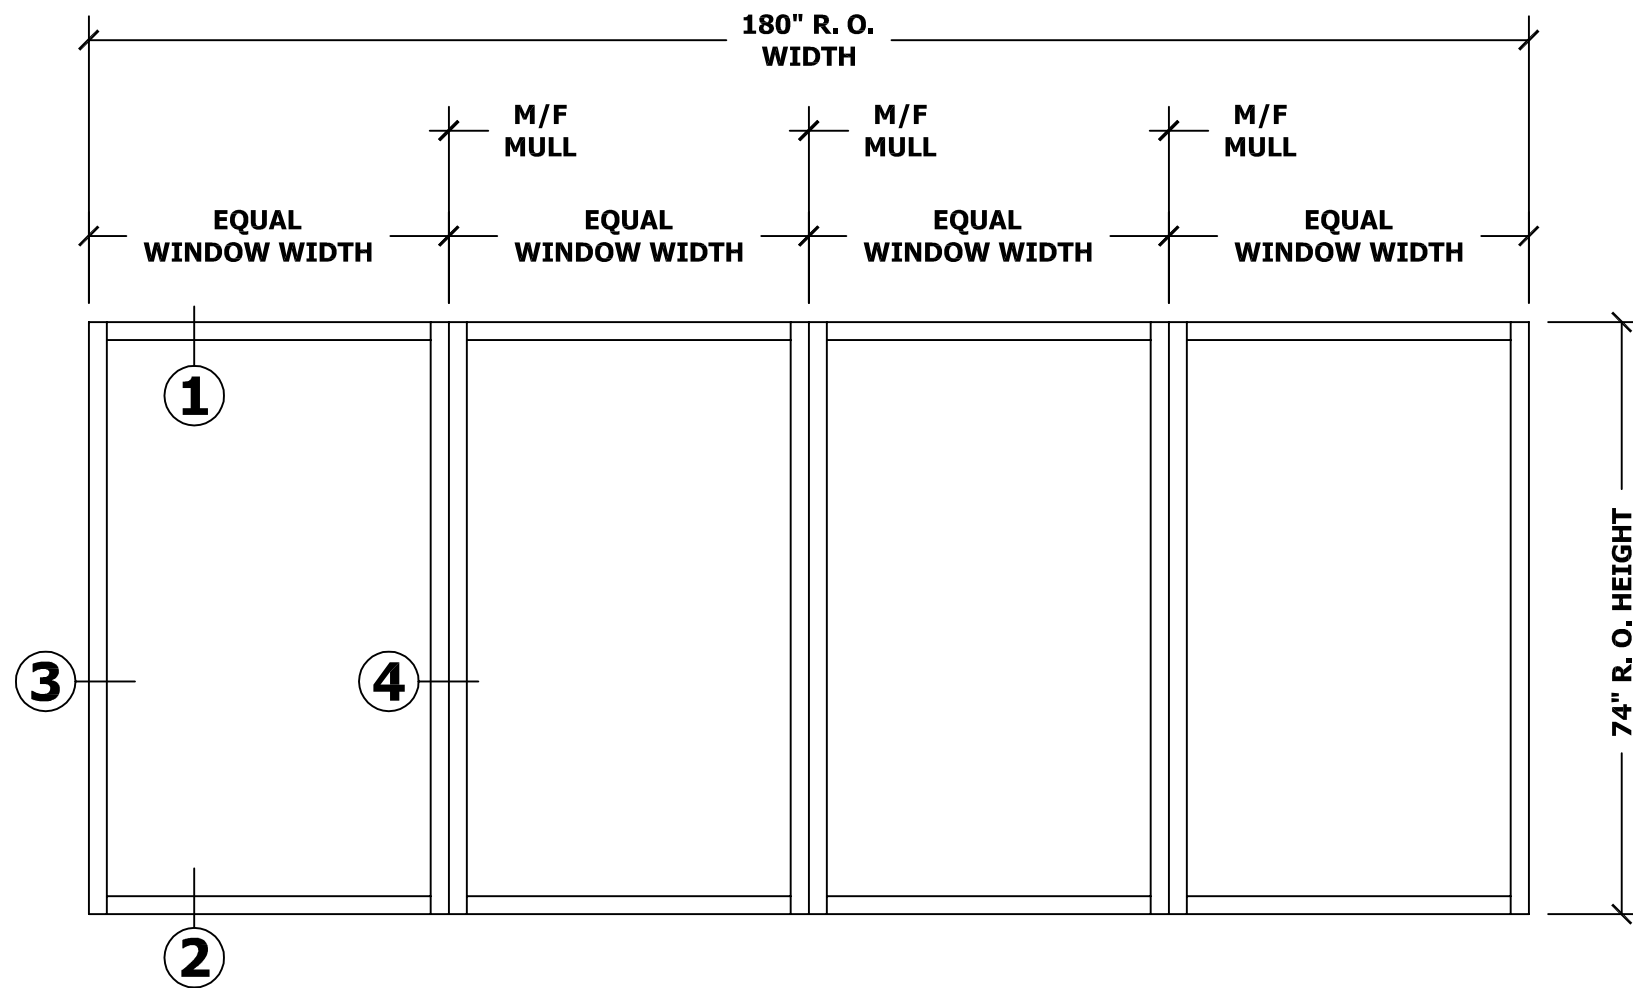 180" R. O.
WIDTH
M/F
MULL
M/F
MULL
M/F
MULL
EQUAL
WINDOW WIDTH
EQUAL
WINDOW WIDTH
EQUAL
WINDOW WIDTH
EQUAL
WINDOW WIDTH
1
74" R. O. HEIGHT
3
4
2